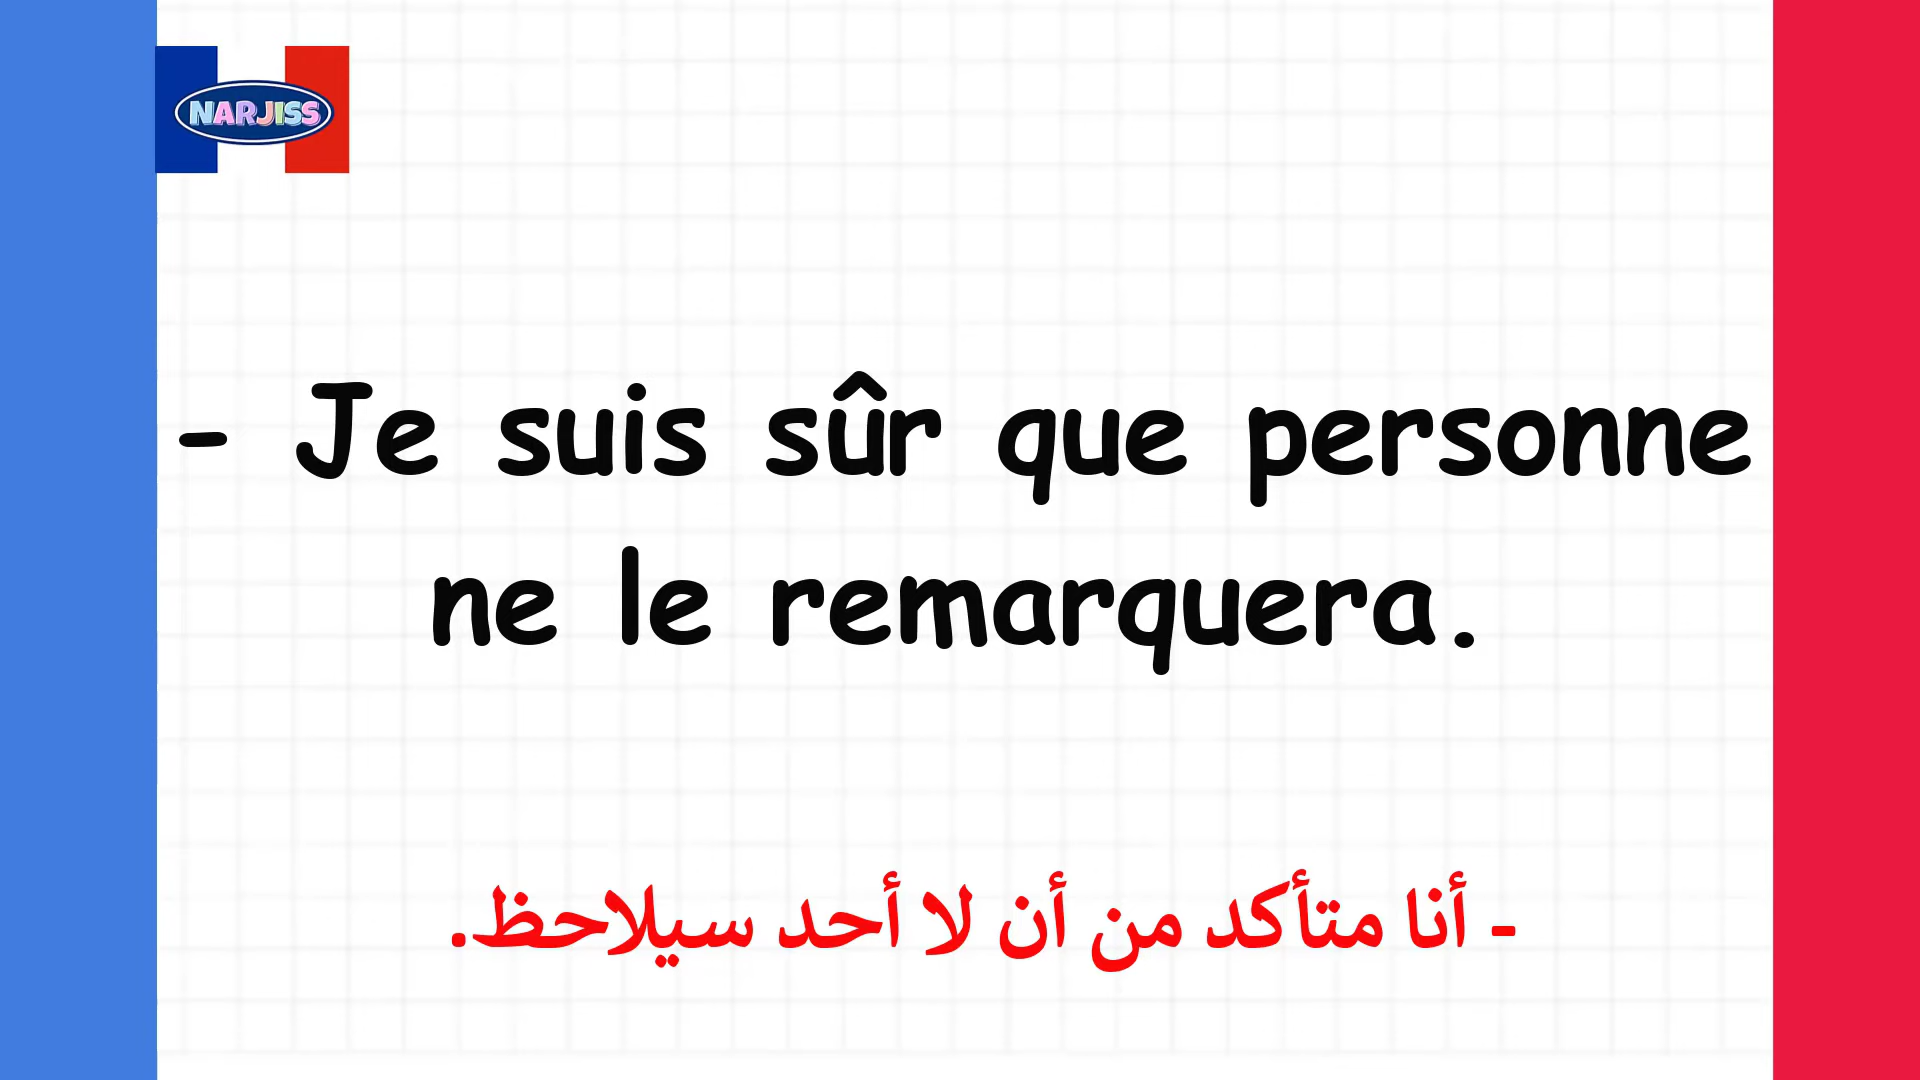 NARJISS
- Je suis sûr que personne
ne le remarquera.
- أنا متأكد من أن لا أحد سيلاحظ.